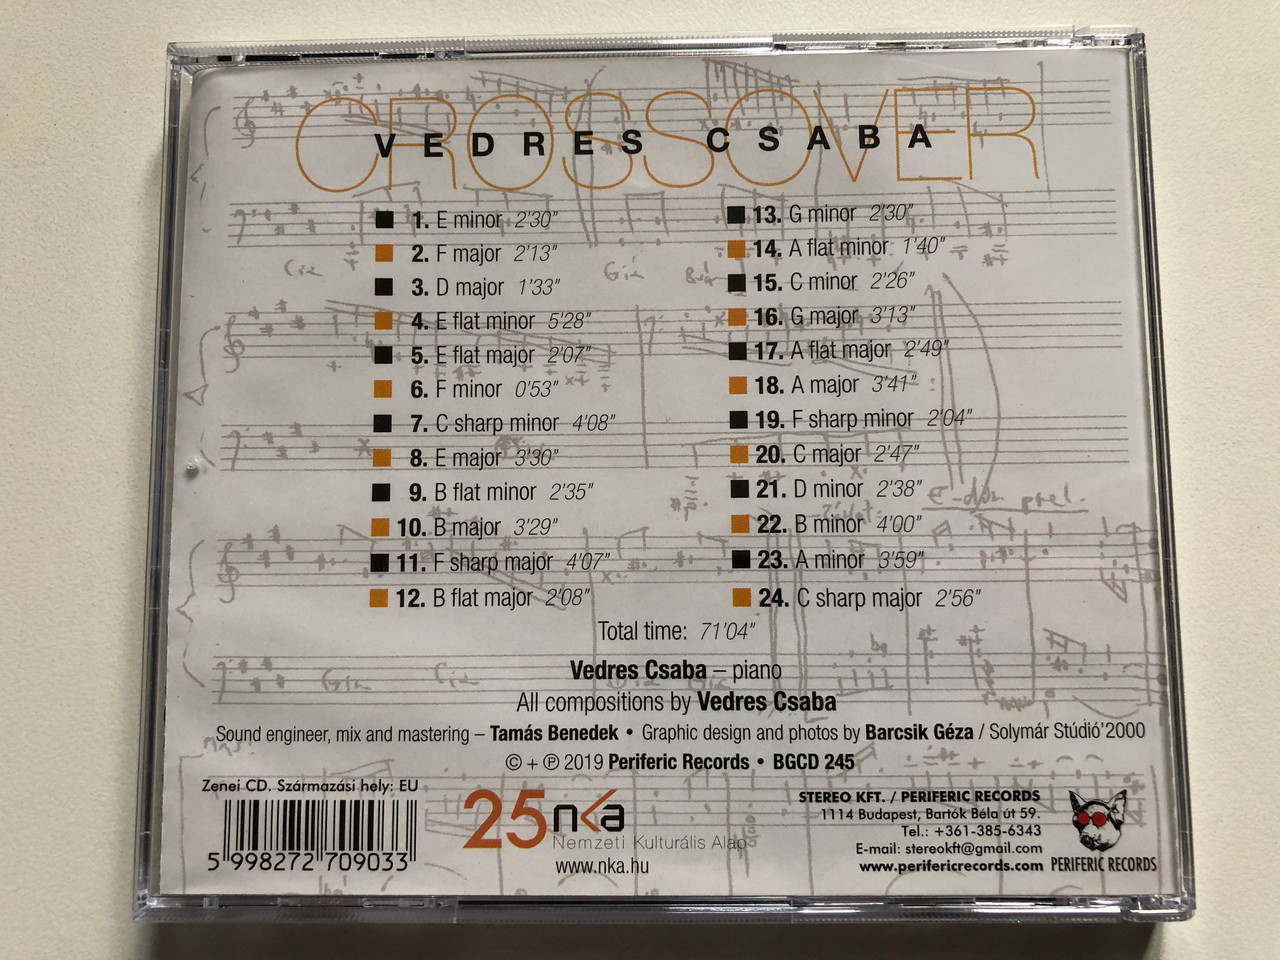 CROSSOVER
VEDRES CSABA
1. E minor 2'30"
2. F major 2'13"
3. D major 1'33"
4. E flat minor 5'28"
5. E flat major 2'07"
6. F minor 0'53"
7. C sharp minor 4'08"
8. E major 3'30"
9. B flat minor 2'35"
10. B major 3'29"
11. F sharp major 4'07"
12. B flat major 2'08"
13. G minor 2'30"
14. A flat minor 1'40"
15. C minor 2'26"
16. G major 3'13"
17. A flat major 2'49"
18. A major 3'41"
19. F sharp minor 2'04"
20. C major 2'47"
21. D minor 2'38"
22. B minor 4'00"
23. A minor 3'59"
24. C sharp major 2'56"
Total time: 71'04"
Vedres Csaba – piano
All compositions by Vedres Csaba
Sound engineer, mix and mastering – Tamás Benedek • Graphic design and photos by Barcsik Géza / Solymár Stúdió'2000
© + ℗ 2019 Periferic Records • BGCD 245
Zenei CD. Származási hely: EU
5 998272 709033
25 nka
Nemzeti Kulturális Alap
www.nka.hu
STEREO KFT. / PERIFERIC RECORDS
1114 Budapest, Bartók Béla út 59.
Tel.: +361-385-6343
E-mail: stereokft@gmail.com
www.perifericrecords.com
PERIFERIC RECORDS
E-dúr prel.